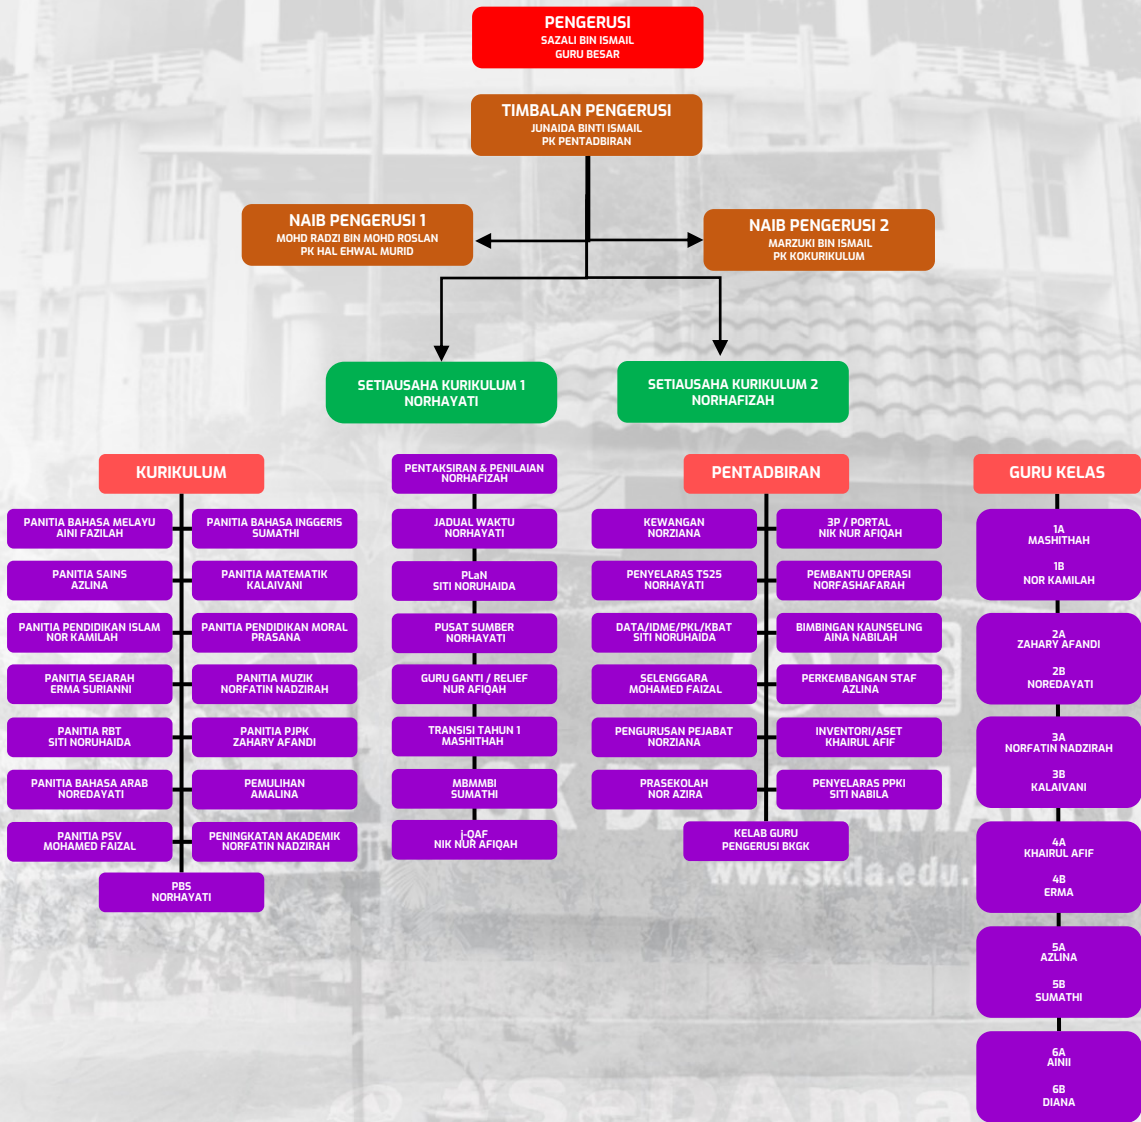 PENGERUSI
SAZALI BIN ISMAIL
GURU BESAR
TIMBALAN PENGERUSI
JUNAIDA BINTI ISMAIL
PK PENTADBIRAN
NAIB PENGERUSI 1
MOHD RADZI BIN MOHD ROSLAN
PK HAL EHWAL MURID
NAIB PENGERUSI 2
MARZUKI BIN ISMAIL
PK KOKURIKULUM
SETIAUSAHA KURIKULUM 1
NORHAYATI
SETIAUSAHA KURIKULUM 2
NORHAFIZAH
KURIKULUM
PANITIA BAHASA MELAYU
AINI FAZILAH
PANITIA BAHASA INGGERIS
SUMATHI
PANITIA SAINS
AZLINA
PANITIA MATEMATIK
KALAIVANI
PANITIA PENDIDIKAN ISLAM
NOR KAMILAH
PANITIA PENDIDIKAN MORAL
PRASANA
PANITIA SEJARAH
ERMA SURIANNI
PANITIA MUZIK
NORFATIN NADZIRAH
PANITIA RBT
SITI NORUHAIDA
PANITIA PJPK
ZAHARY AFANDI
PANITIA BAHASA ARAB
NOREDAYATI
PEMULIHAN
AMALINA
PANITIA PSV
MOHAMED FAIZAL
PENINGKATAN AKADEMIK
NORFATIN NADZIRAH
PBS
NORHAYATI
PENTAKSIRAN & PENILAIAN
NORHAFIZAH
JADUAL WAKTU
NORHAYATI
PLaN
SITI NORUHAIDA
PUSAT SUMBER
NORHAYATI
GURU GANTI / RELIEF
NUR AFIQAH
TRANSISI TAHUN 1
MASHITHAH
MBMMBI
SUMATHI
j-QAF
NIK NUR AFIQAH
PENTADBIRAN
KEWANGAN
NORZIANA
3P / PORTAL
NIK NUR AFIQAH
PENYELARAS TS25
NORHAYATI
PEMBANTU OPERASI
NORFASHAFARAH
DATA/IDME/PKL/KBAT
SITI NORUHAIDA
BIMBINGAN KAUNSELING
AINA NABILAH
SELENGGARA
MOHAMED FAIZAL
PERKEMBANGAN STAF
AZLINA
PENGURUSAN PEJABAT
NORZIANA
INVENTORI/ASET
KHAIRUL AFIF
PRASEKOLAH
NOR AZIRA
PENYELARAS PPKI
SITI NABILA
KELAB GURU
PENGERUSI BKGK
GURU KELAS
1A
MASHITHAH
1B
NOR KAMILAH
2A
ZAHARY AFANDI
2B
NOREDAYATI
3A
NORFATIN NADZIRAH
3B
KALAIVANI
4A
KHAIRUL AFIF
4B
ERMA
5A
AZLINA
5B
SUMATHI
6A
AINII
6B
DIANA
www.skda.edu.